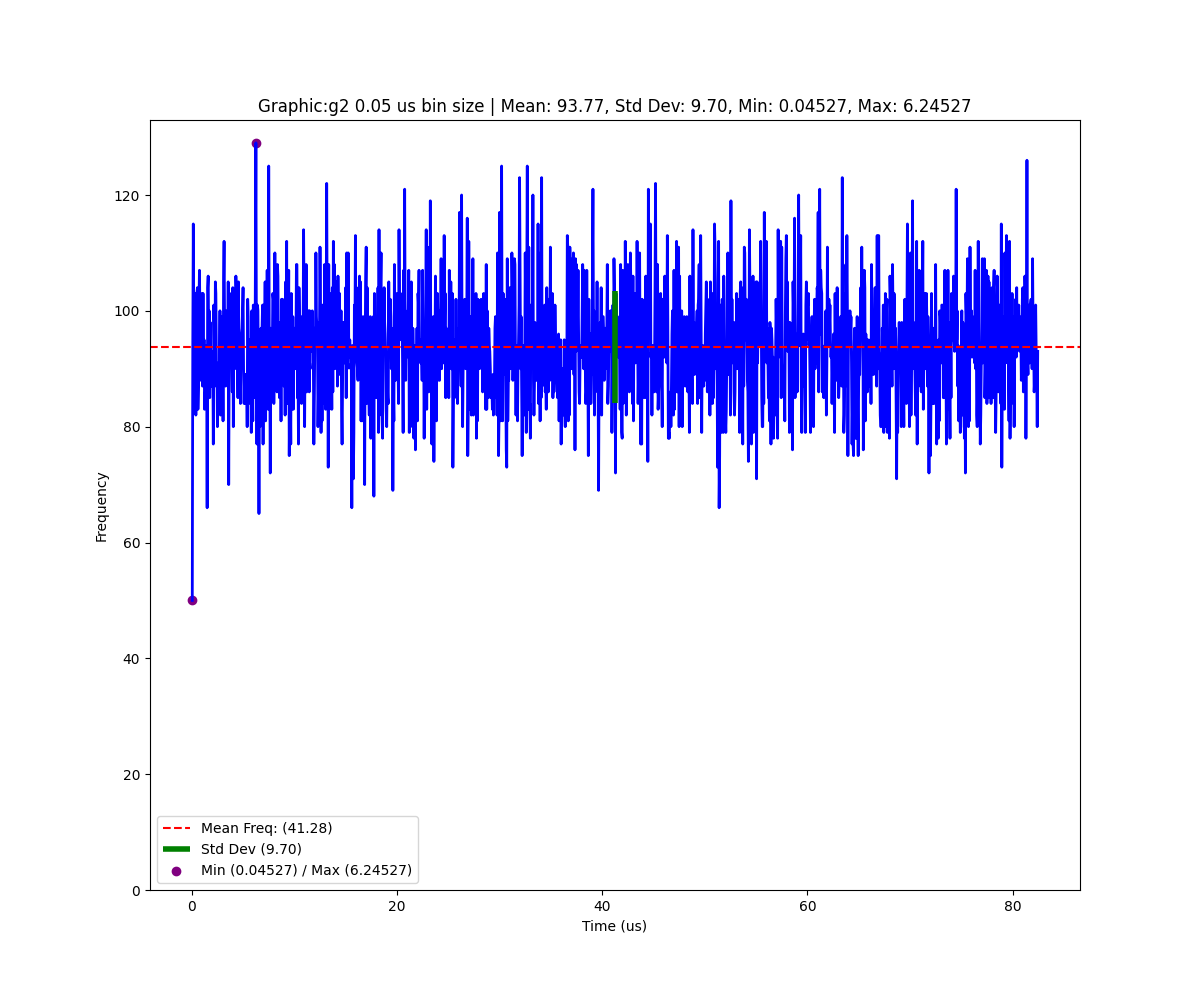 Graphic:g2 0.05 us bin size | Mean: 93.77, Std Dev: 9.70, Min: 0.04527, Max: 6.24527
120
100
80
60
40
20
0
Frequency
Mean Freq: (41.28)
Std Dev (9.70)
Min (0.04527) / Max (6.24527)
0 20 40 60 80
Time (us)